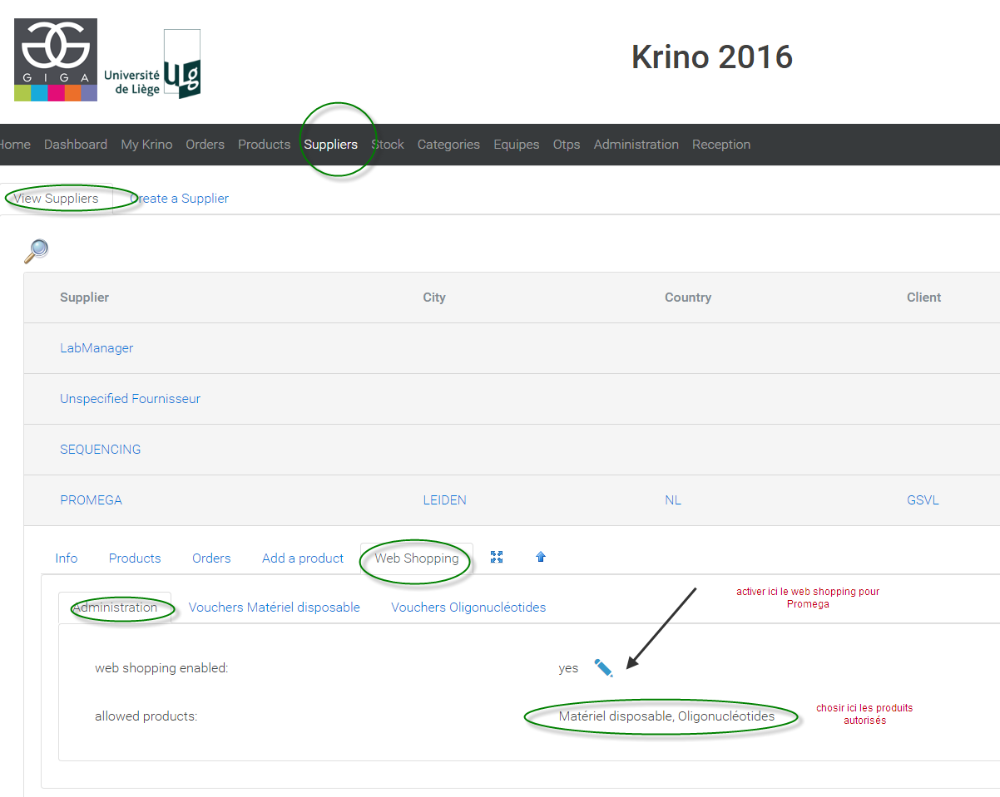 GIGA
Université
de Liège
ulg
Krino 2016
Home Dashboard My Krino Orders Products Suppliers Stock Categories Equipes Otps Administration Reception
View Suppliers Create a Supplier
Supplier City Country Client
LabManager
Unspecified Fournisseur
SEQUENCING
PROMEGA LEIDEN NL GSVL
Info Products Orders Add a product Web Shopping
activer ici le web shopping pour
Promega
Administration Vouchers Matériel disposable Vouchers Oligonucléotides
web shopping enabled: yes
allowed products: Matériel disposable, Oligonucléotides
chosir ici les produits
autorisés